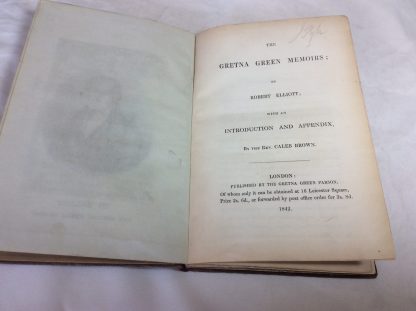 THE
GRETNA GREEN MEMOIRS;
BY
ROBERT ELLIOTT;
WITH AN
INTRODUCTION AND APPENDIX,
BY THE REV. CALEB BROWN.
LONDON:
PUBLISHED BY THE GRETNA GREEN PARSON;
Of whom only it can be obtained at 16 Leicester Square,
Price 2s. 6d., or forwarded by post office order for 2s. 9d.
1842.